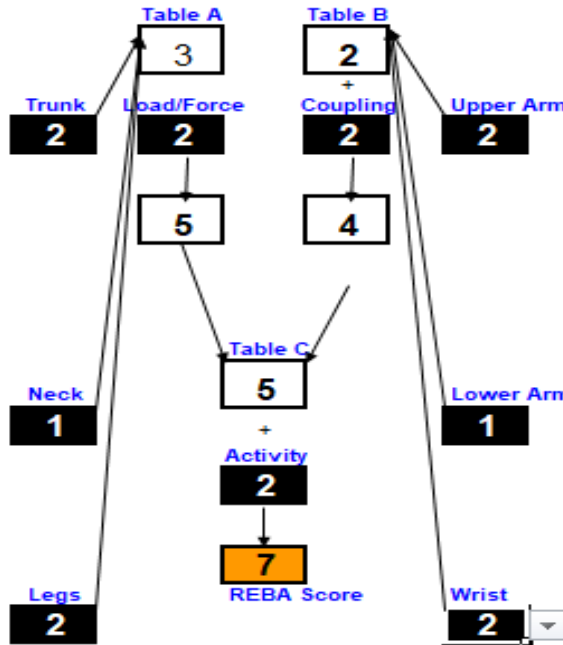 Table A Table B
3 2
+
Trunk Load/Force Coupling Upper Arm
2 2 2 2
5 4
Table C
Neck 5 Lower Arm
1 + 1
Activity
2
7
Legs REBA Score Wrist
2 2